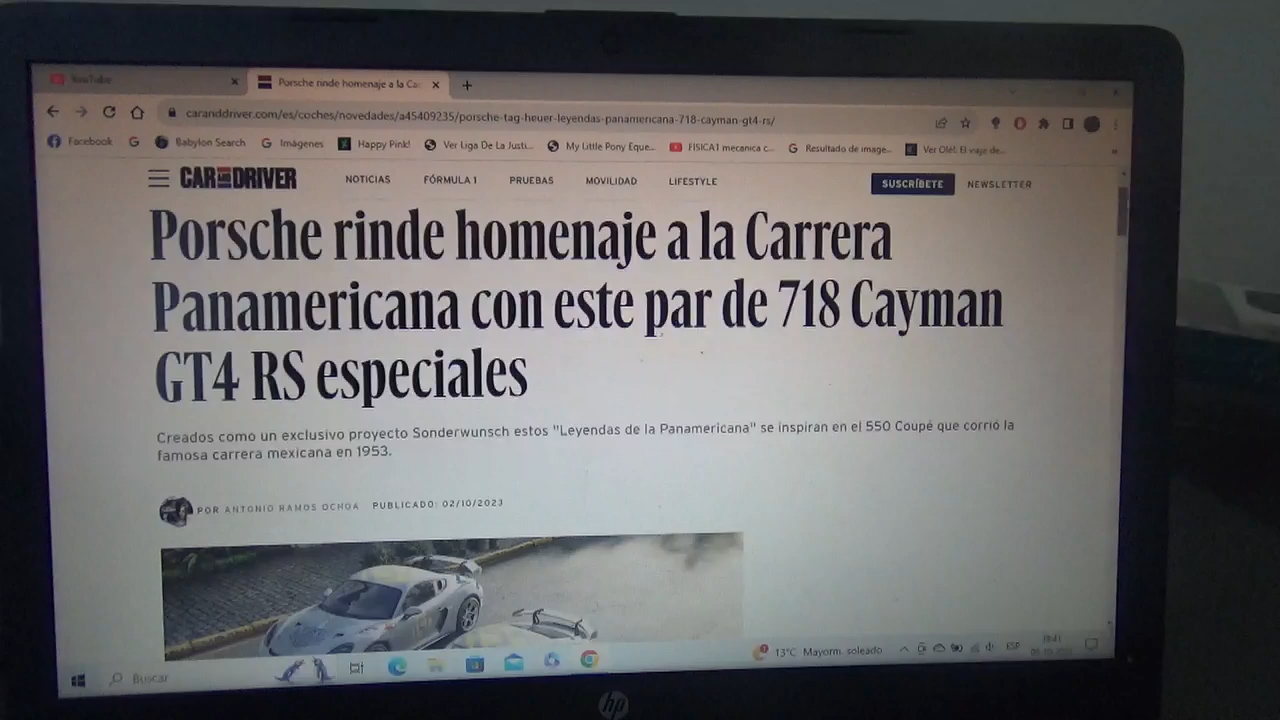 YouTube
Porsche rinde homenaje a la Ca
caranddriver.com/es/coches/novedades/a45409235/porsche-tag-heuer-leyendas-panamericana-718-cayman-gt4-rs/
Facebook
Babylon Search
Imágenes
Happy Pink!
Ver Liga De La Justi...
My Little Pony Eque...
FISICA1 mecanica c...
Resultado de image...
Ver Olé!. El viaje de...
CAR AND DRIVER
NOTICIAS
FÓRMULA 1
PRUEBAS
MOVILIDAD
LIFESTYLE
SUSCRÍBETE
NEWSLETTER
Porsche rinde homenaje a la Carrera
Panamericana con este par de 718 Cayman
GT4 RS especiales
Creados como un exclusivo proyecto Sonderwunsch estos "Leyendas de la Panamericana" se inspiran en el 550 Coupé que corrió la
famosa carrera mexicana en 1953.
POR ANTONIO RAMOS OCHOA PUBLICADO: 02/10/2023
Buscar
13°C Mayorm. soleado
ESP
hp